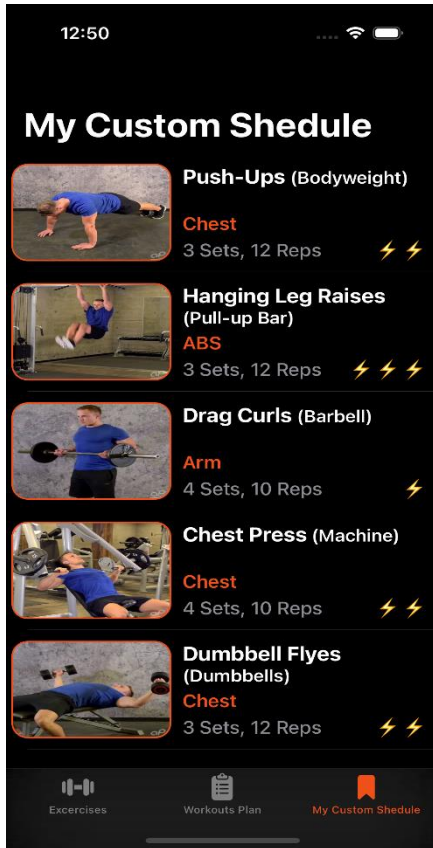 12:50
My Custom Shedule
Push-Ups (Bodyweight)
Chest
3 Sets, 12 Reps
Hanging Leg Raises
(Pull-up Bar)
ABS
3 Sets, 12 Reps
Drag Curls (Barbell)
Arm
4 Sets, 10 Reps
Chest Press (Machine)
Chest
4 Sets, 10 Reps
Dumbbell Flyes
(Dumbbells)
Chest
3 Sets, 12 Reps
Excercises
Workouts Plan
My Custom Shedule